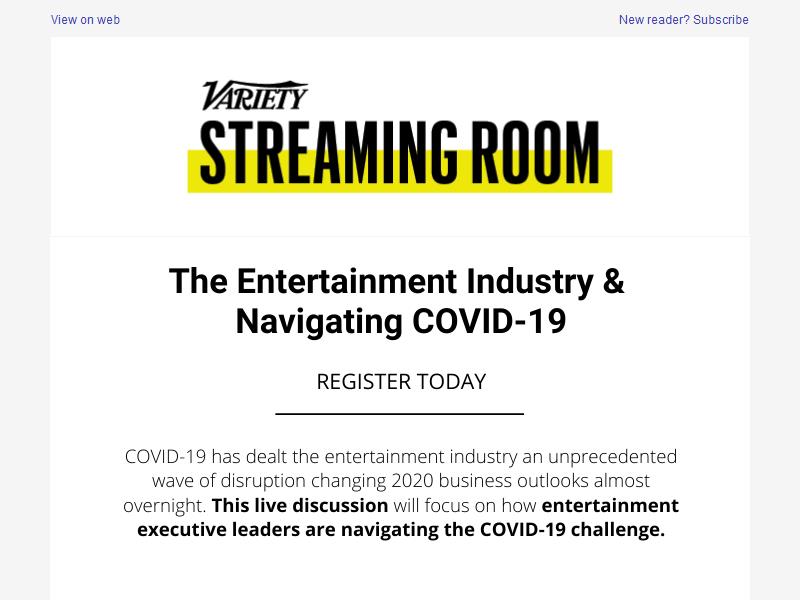 View on web
New reader? Subscribe
VARIETY
STREAMING ROOM
The Entertainment Industry &
Navigating COVID-19
REGISTER TODAY
COVID-19 has dealt the entertainment industry an unprecedented
wave of disruption changing 2020 business outlooks almost
overnight. This live discussion will focus on how entertainment
executive leaders are navigating the COVID-19 challenge.